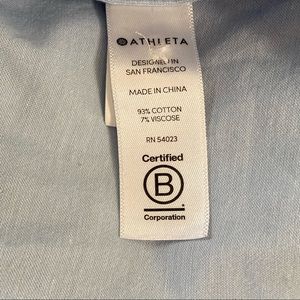 ATHLETA
DESIGNED IN
SAN FRANCISCO
MADE IN CHINA
93% COTTON
7% VISCOSE
RN 54023
Certified
B
Corporation